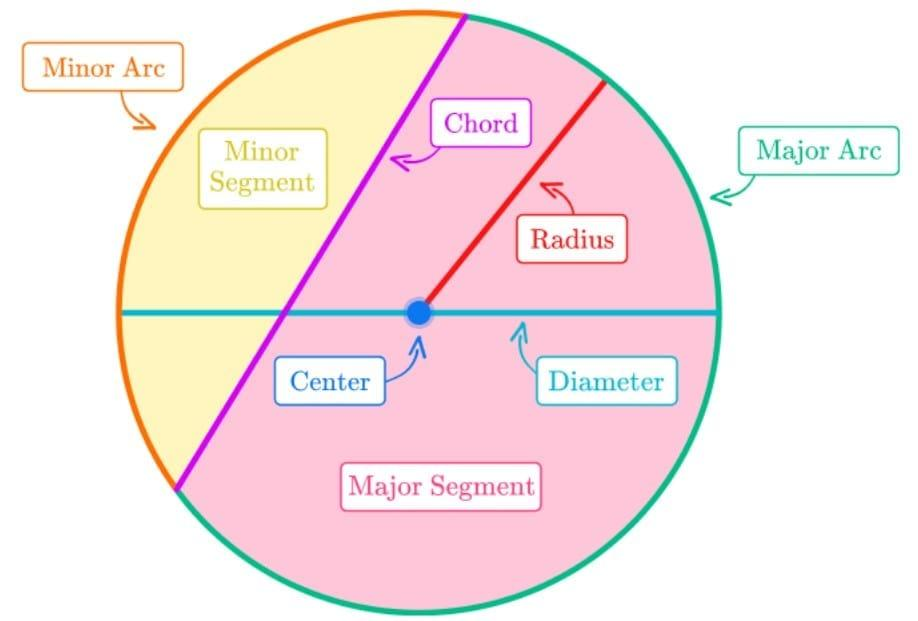 Minor Arc
Minor
Segment
Chord
Major Arc
Radius
Center
Diameter
Major Segment